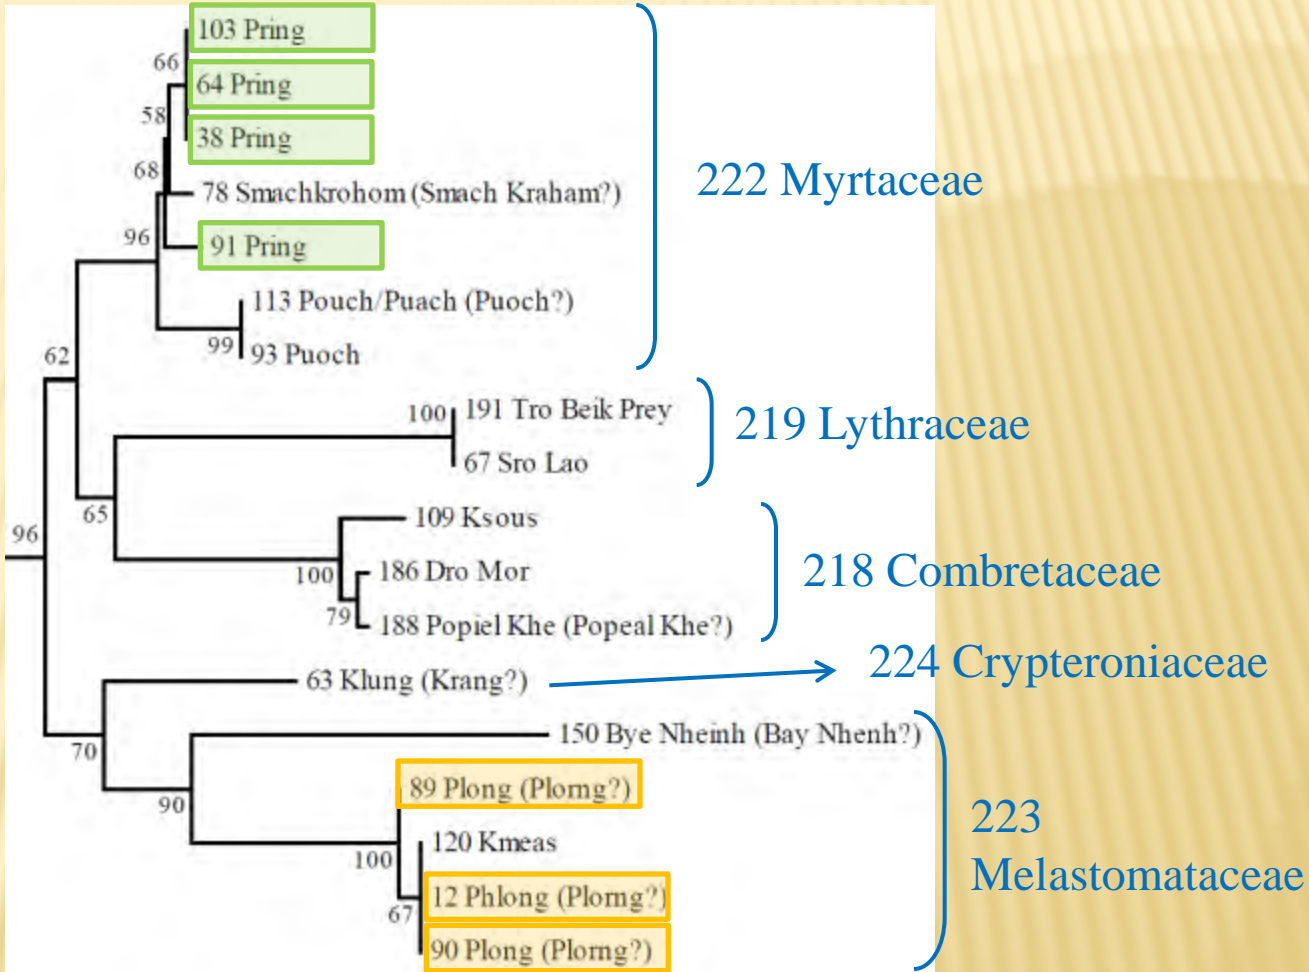 103 Pring
66
64 Pring
58
38 Pring
68
78 Smachkrohom (Smach Kraham?)
222 Myrtaceae
96
91 Pring
113 Pouch/Puach (Puoch?)
99
93 Puoch
62
100
191 Tro Beik Prey
219 Lythraceae
67 Sro Lao
65
109 Ksous
96
100
186 Dro Mor
218 Combretaceae
79
188 Popiel Khe (Popeal Khe?)
63 Klung (Krang?)
224 Crypteroniaceae
70
150 Bye Nheinh (Bay Nhenh?)
90
89 Plong (Plorng?)
223
Melastomataceae
120 Kmeas
100
12 Phlong (Plorng?)
67
90 Plong (Plorng?)